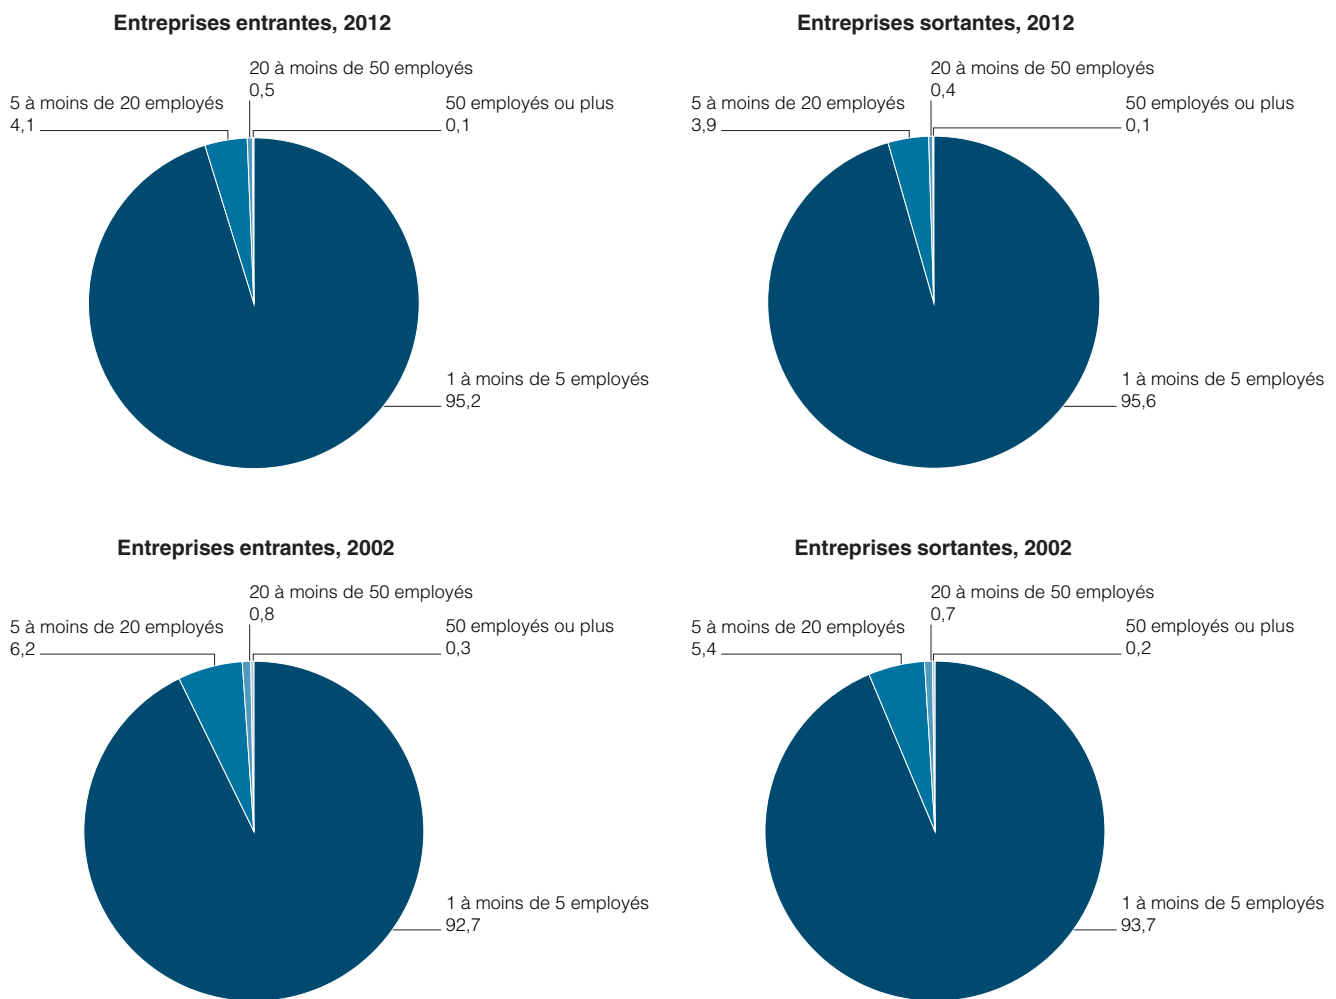 Entreprises entrantes, 2012
20 à moins de 50 employés
0,5
5 à moins de 20 employés
4,1
50 employés ou plus
0,1
1 à moins de 5 employés
95,2
Entreprises sortantes, 2012
20 à moins de 50 employés
0,4
5 à moins de 20 employés
3,9
50 employés ou plus
0,1
1 à moins de 5 employés
95,6
Entreprises entrantes, 2002
20 à moins de 50 employés
0,8
5 à moins de 20 employés
6,2
50 employés ou plus
0,3
1 à moins de 5 employés
92,7
Entreprises sortantes, 2002
20 à moins de 50 employés
0,7
5 à moins de 20 employés
5,4
50 employés ou plus
0,2
1 à moins de 5 employés
93,7